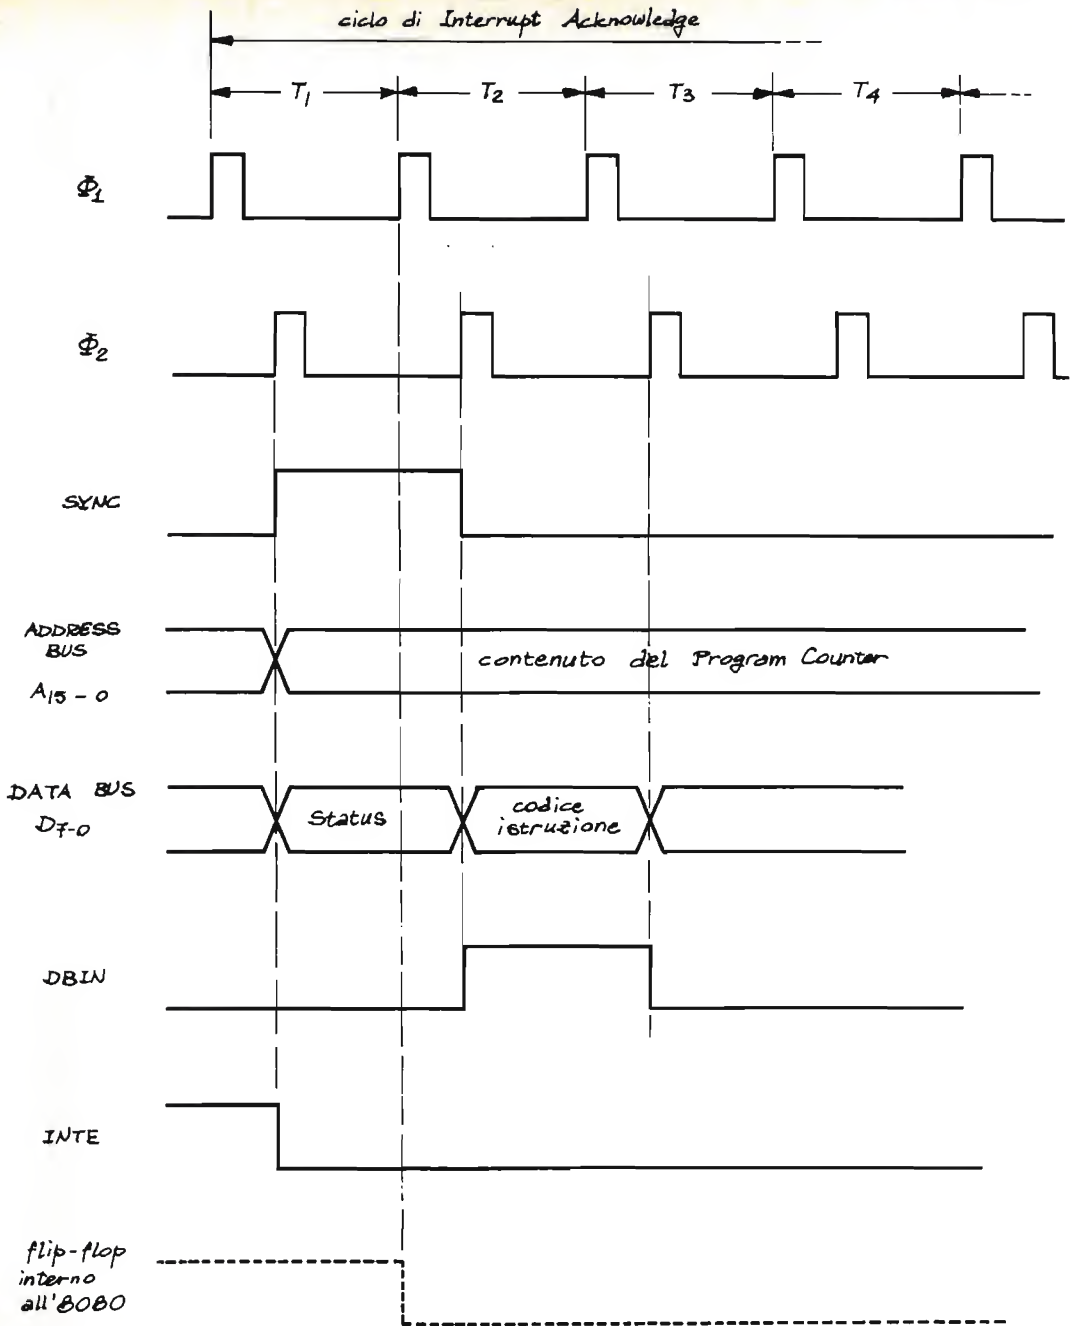 ciclo di Interrupt Acknowledge
T1 T2 T3 T4
Φ1
Φ2
SYNC
ADDRESS
BUS
A15-0
contenuto del Program Counter
DATA BUS
D7-0
Status
codice
istruzione
DBIN
INTE
flip-flop
interno
all'8080